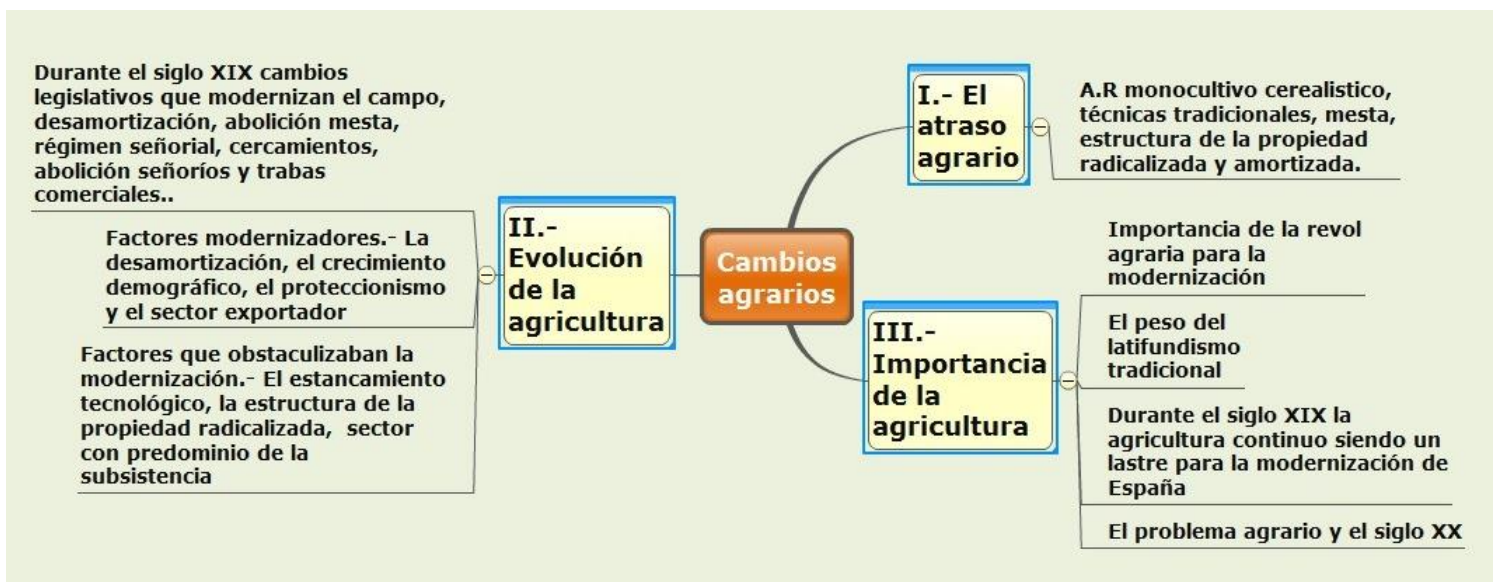 Cambios
agrarios
I.- El
atraso
agrario
A.R monocultivo cerealistico,
técnicas tradicionales, mesta,
estructura de la propiedad
radicalizada y amortizada.
II.-
Evolución
de la
agricultura
Durante el siglo XIX cambios
legislativos que modernizan el campo,
desamortización, abolición mesta,
régimen señorial, cercamientos,
abolición señoríos y trabas
comerciales..
Factores modernizadores.- La
desamortización, el crecimiento
demográfico, el proteccionismo
y el sector exportador
Factores que obstaculizaban la
modernización.- El estancamiento
tecnológico, la estructura de la
propiedad radicalizada, sector
con predominio de la
subsistencia
III.-
Importancia
de la
agricultura
Importancia de la revol
agraria para la
modernización
El peso del
latifundismo
tradicional
Durante el siglo XIX la
agricultura continuo siendo un
lastre para la modernización de
España
El problema agrario y el siglo XX